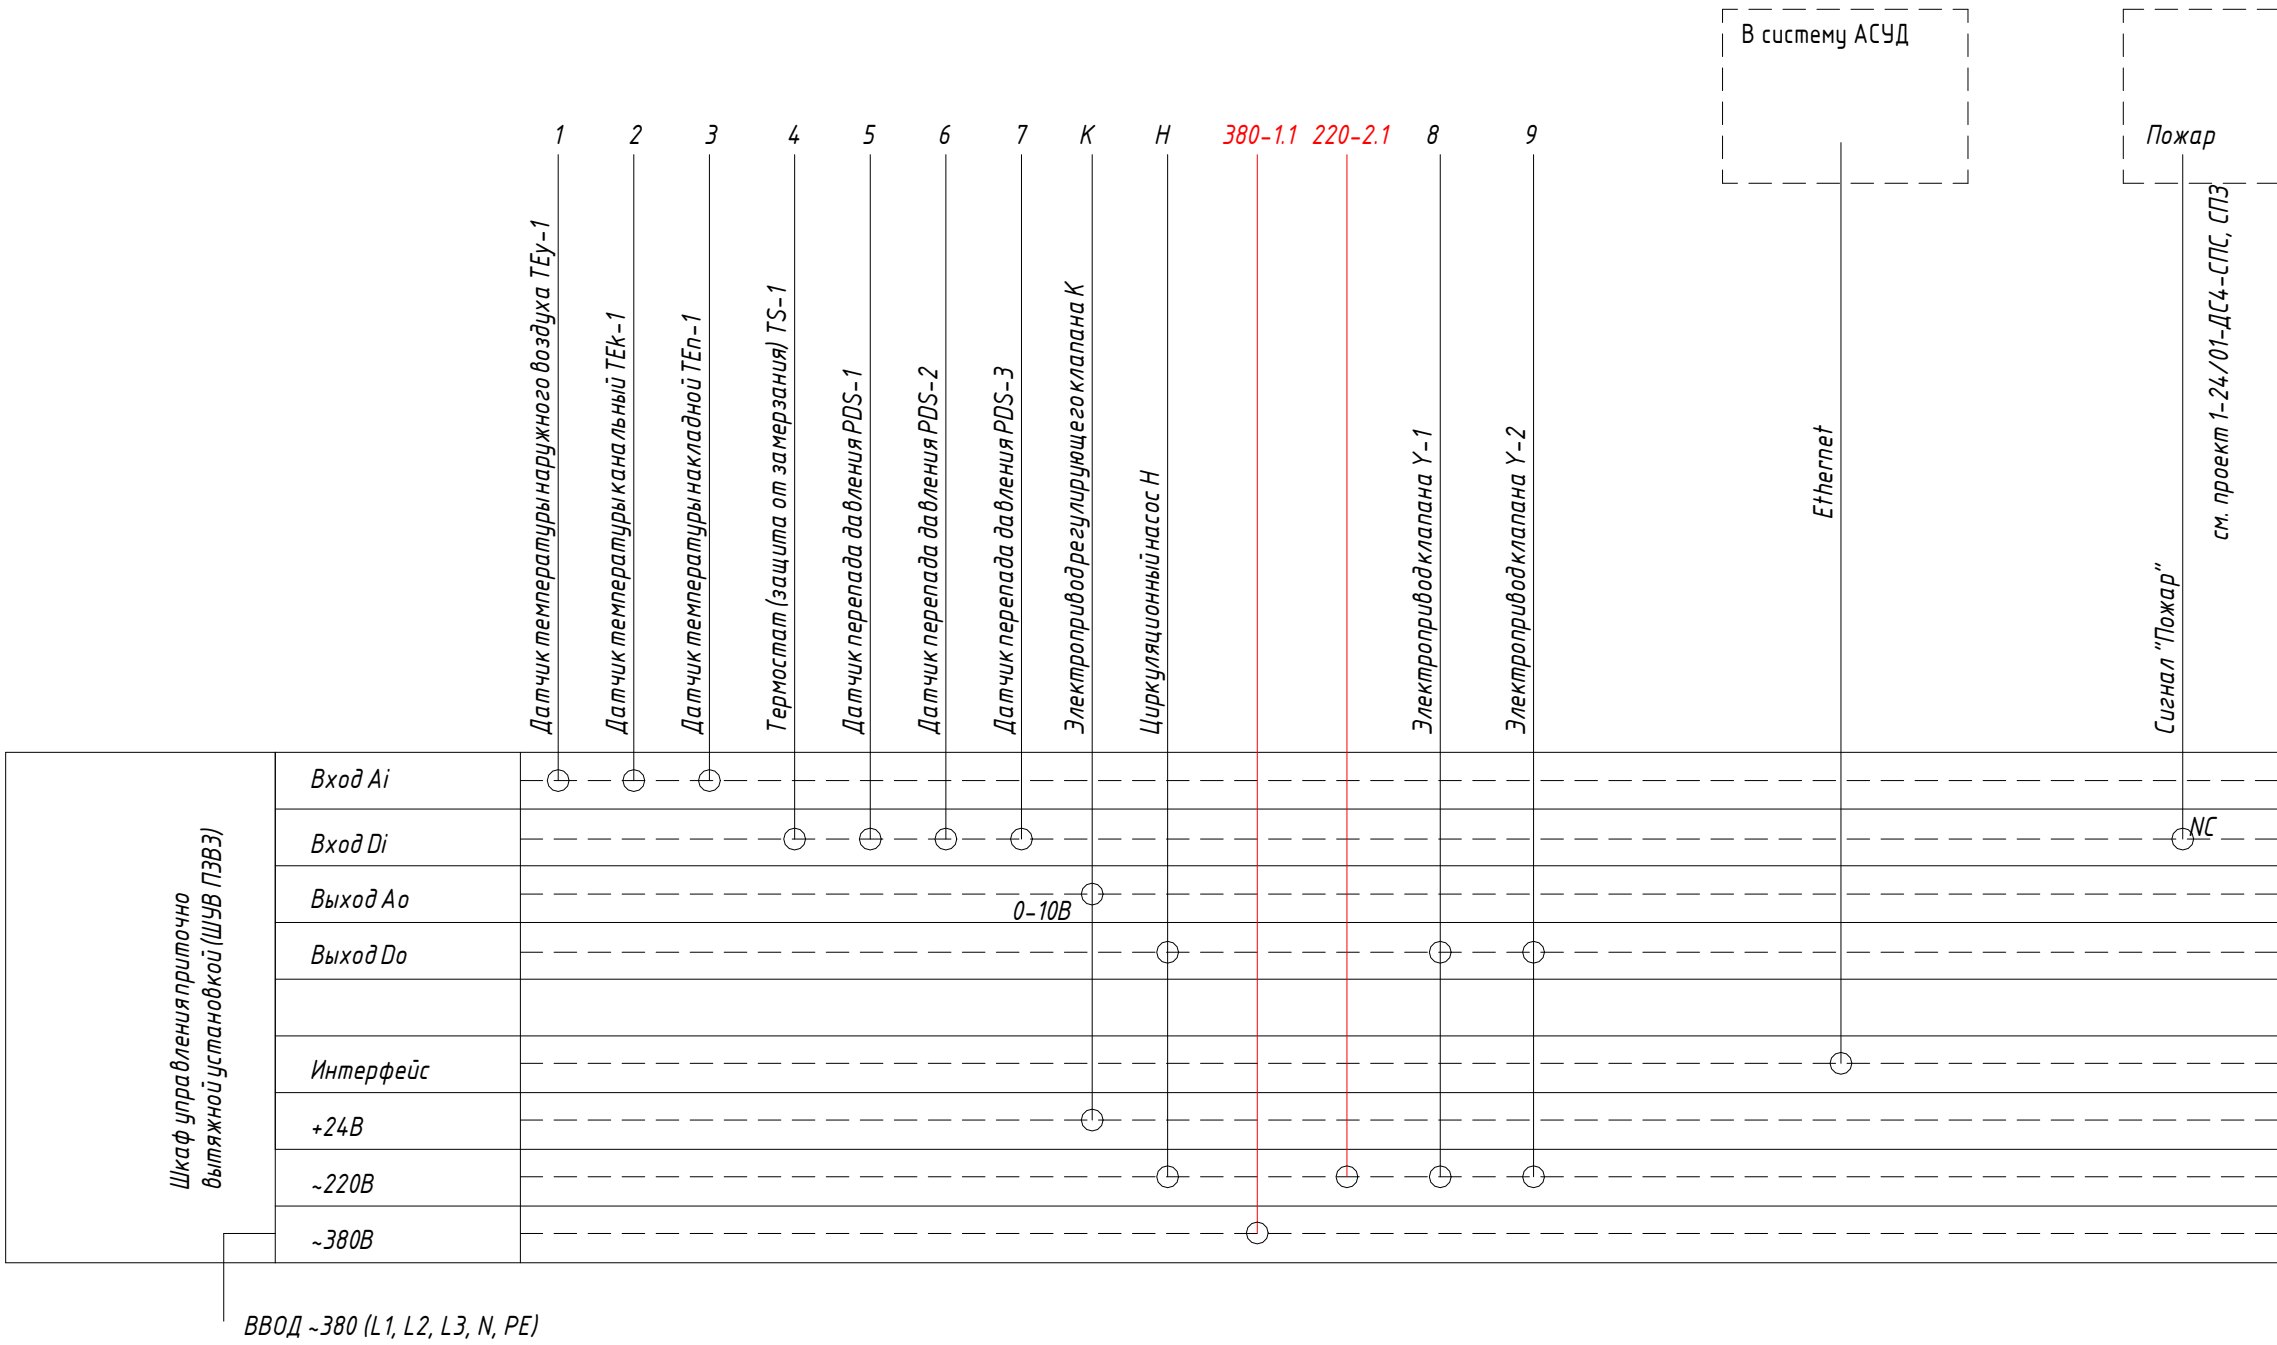 В систему АСУД
1 2 3 4 5 6 7 К Н 380-1.1 220-2.1 8 9 Пожар
Датчик температуры наружного воздуха TEу-1
Датчик температуры канальный TEк-1
Датчик температуры накладной TEп-1
Термостат (защита от замерзания) TS-1
Датчик перепада давления PDS-1
Датчик перепада давления PDS-2
Датчик перепада давления PDS-3
Электропривод регулирующего клапана К
Циркуляционный насос Н
Электропривод клапана Y-1
Электропривод клапана Y-2
Ethernet
Сигнал "Пожар"
см. проект 1-24/01-ДС4-СПС, СПЗ
Шкаф управления приточно
вытяжной установкой (ШУВ П3В3)
Вход Ai
Вход Di
NC
Выход Ao
0-10В
Выход Do
Интерфейс
+24В
~220В
~380В
ВВОД ~380 (L1, L2, L3, N, PE)